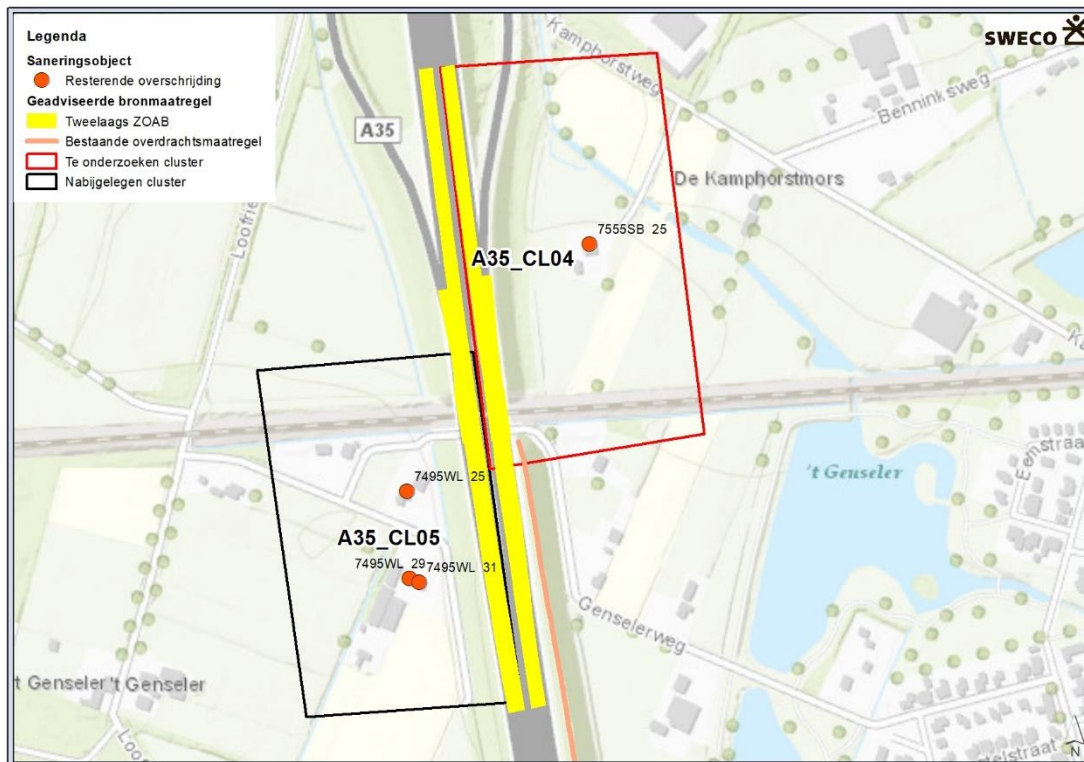 Legenda
Saneringsobject
Resterende overschrijding
Geadviseerde bronmaatregel
Tweelaags ZOAB
Bestaande overdrachtsmaatregel
Te onderzoeken cluster
Nabijgelegen cluster
SWECO
A35
Kamphorstweg
Benninksweg
De Kamphorstmors
7555SB 25
A35_CL04
't Genseler
7495WL 25
A35_CL05
7495WL 29
7495WL 31
Genselerweg
t Genseler
't Genseler
N